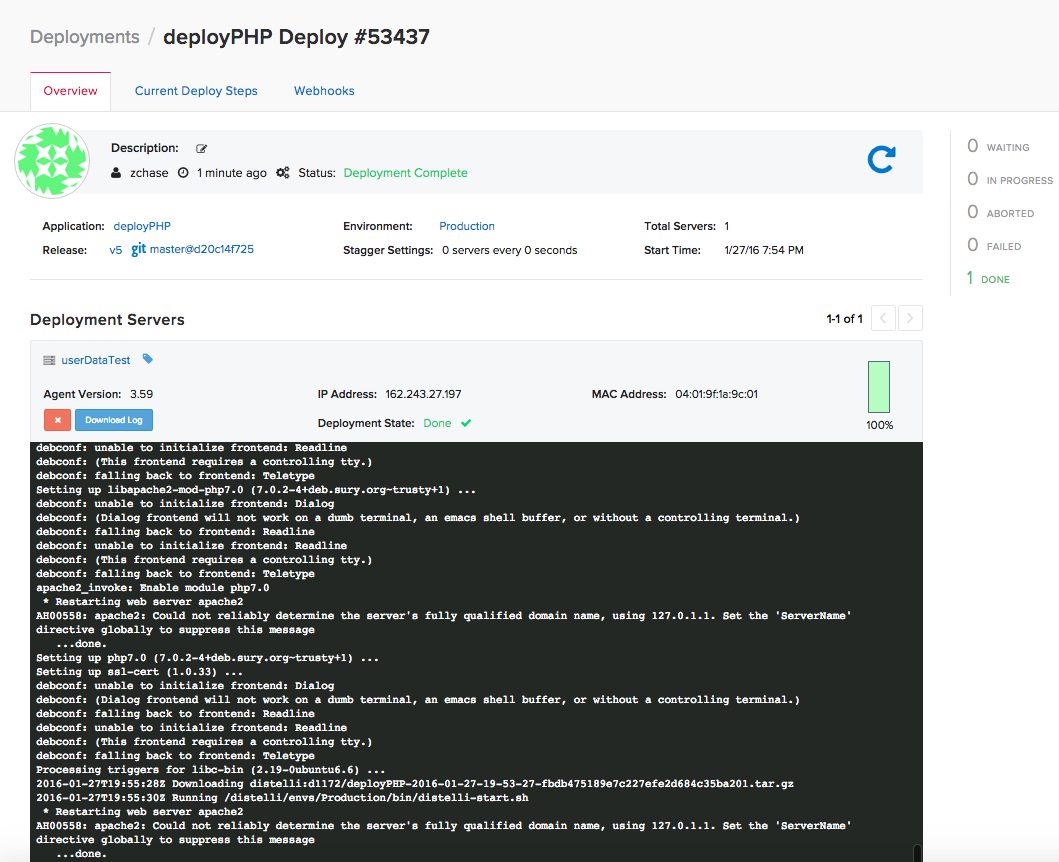 Deployments / deployPHP Deploy #53437
Overview Current Deploy Steps Webhooks
Description:
zchase 1 minute ago Status: Deployment Complete
0 WAITING
0 IN PROGRESS
0 ABORTED
0 FAILED
1 DONE
Application: deployPHP Environment: Production Total Servers: 1
Release: v5 git master@d20c14f725 Stagger Settings: 0 servers every 0 seconds Start Time: 1/27/16 7:54 PM
Deployment Servers 1-1 of 1
userDataTest
Agent Version: 3.59 IP Address: 162.243.27.197 MAC Address: 04:01:9f:1a:9c:01
Download Log Deployment State: Done 100%
debconf: unable to initialize frontend: Readline
debconf: (This frontend requires a controlling tty.)
debconf: falling back to frontend: Teletype
Setting up libapache2-mod-php7.0 (7.0.2-4+deb.sury.org~trusty+1) ...
debconf: unable to initialize frontend: Dialog
debconf: (Dialog frontend will not work on a dumb terminal, an emacs shell buffer, or without a controlling terminal.)
debconf: falling back to frontend: Readline
debconf: unable to initialize frontend: Readline
debconf: (This frontend requires a controlling tty.)
debconf: falling back to frontend: Teletype
apache2_invoke: Enable module php7.0
* Restarting web server apache2
AH00558: apache2: Could not reliably determine the server's fully qualified domain name, using 127.0.1.1. Set the 'ServerName'
directive globally to suppress this message
...done.
Setting up php7.0 (7.0.2-4+deb.sury.org~trusty+1) ...
Setting up ssl-cert (1.0.33) ...
debconf: unable to initialize frontend: Dialog
debconf: (Dialog frontend will not work on a dumb terminal, an emacs shell buffer, or without a controlling terminal.)
debconf: falling back to frontend: Readline
debconf: unable to initialize frontend: Readline
debconf: (This frontend requires a controlling tty.)
debconf: falling back to frontend: Teletype
Processing triggers for libc-bin (2.19-0ubuntu6.6) ...
2016-01-27T19:55:28Z Downloading distelli:d1172/deployPHP-2016-01-27-19-53-27-fbdb475189e7c227efe2d684c35ba201.tar.gz
2016-01-27T19:55:30Z Running /distelli/envs/Production/bin/distelli-start.sh
* Restarting web server apache2
AH00558: apache2: Could not reliably determine the server's fully qualified domain name, using 127.0.1.1. Set the 'ServerName'
directive globally to suppress this message
...done.